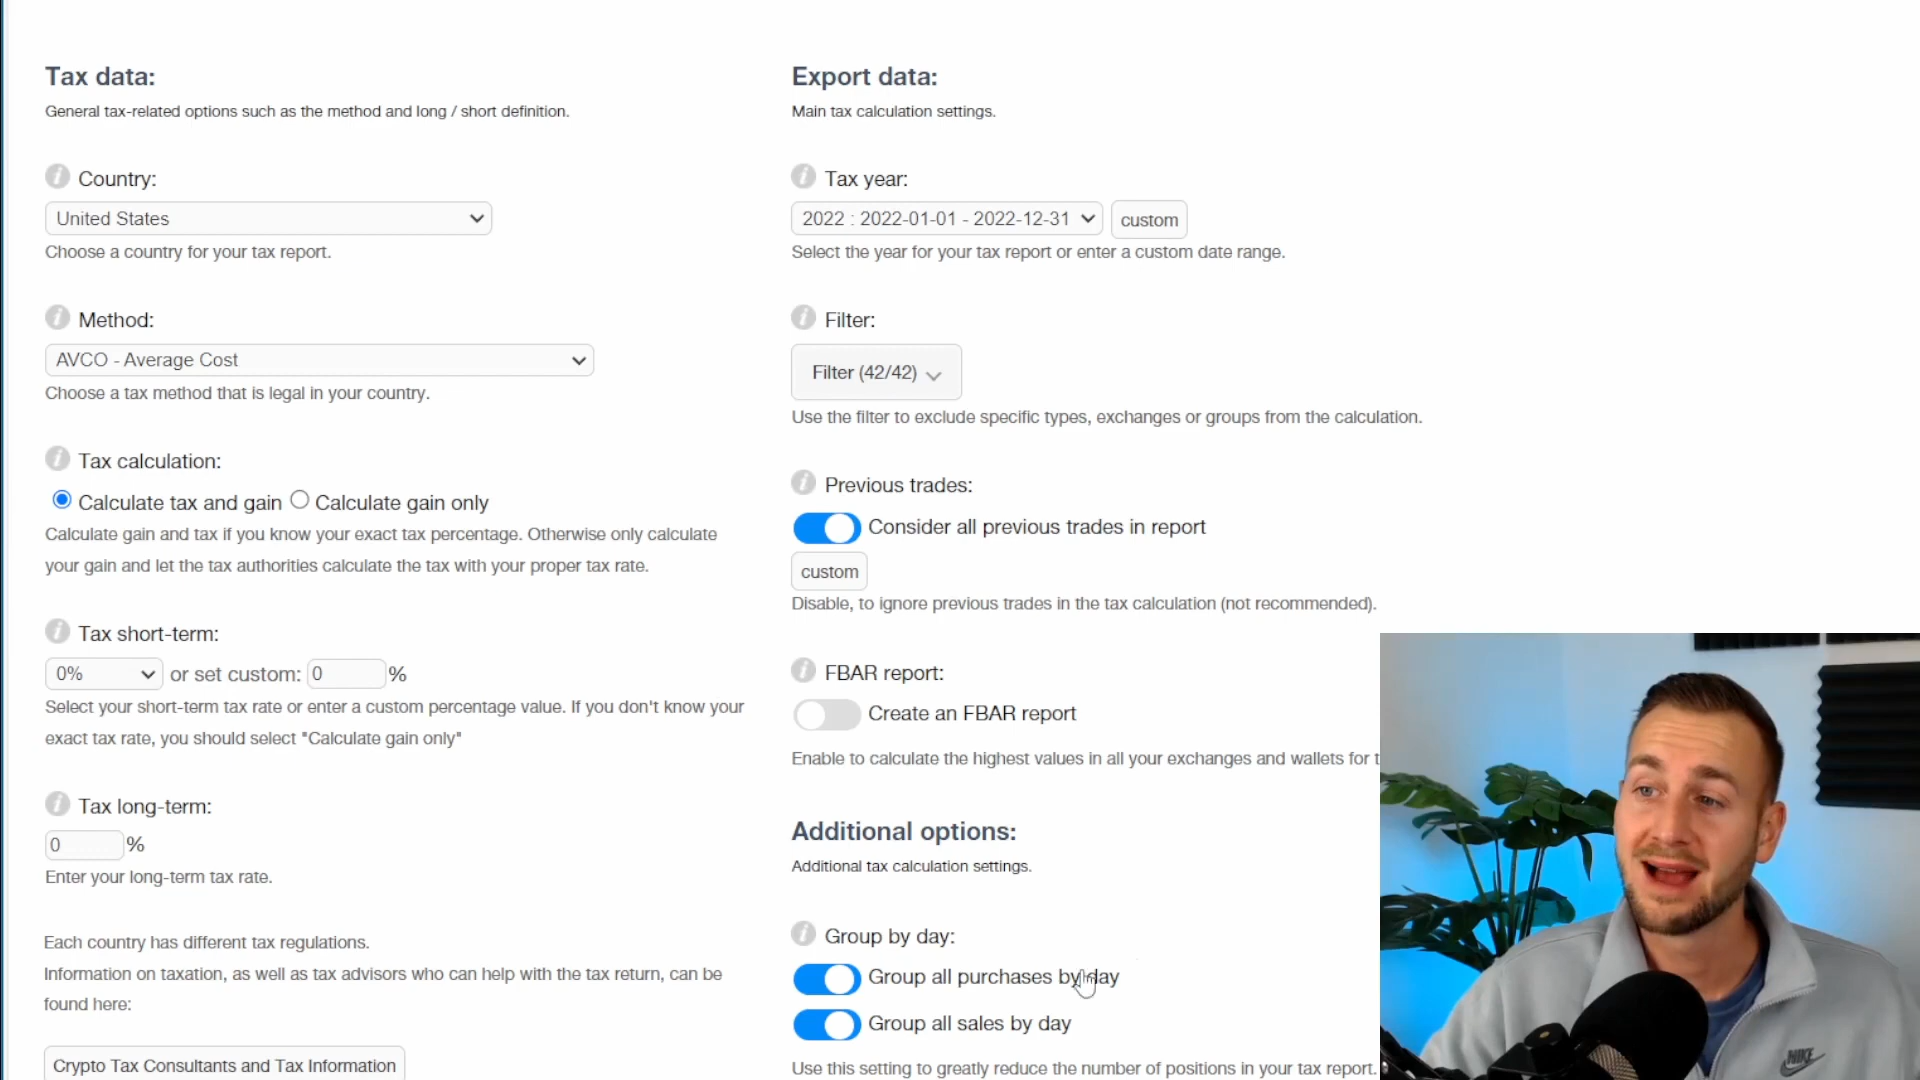 Tax data:
General tax-related options such as the method and long / short definition.
Country:
United States
Choose a country for your tax report.
Method:
AVCO - Average Cost
Choose a tax method that is legal in your country.
Tax calculation:
Calculate tax and gain Calculate gain only
Calculate gain and tax if you know your exact tax percentage. Otherwise only calculate
your gain and let the tax authorities calculate the tax with your proper tax rate.
Tax short-term:
0% or set custom: 0 %
Select your short-term tax rate or enter a custom percentage value. If you don't know your
exact tax rate, you should select "Calculate gain only"
Tax long-term:
0 %
Enter your long-term tax rate.
Each country has different tax regulations.
Information on taxation, as well as tax advisors who can help with the tax return, can be
found here:
Crypto Tax Consultants and Tax Information
Export data:
Main tax calculation settings.
Tax year:
2022 : 2022-01-01 - 2022-12-31 custom
Select the year for your tax report or enter a custom date range.
Filter:
Filter (42/42)
Use the filter to exclude specific types, exchanges or groups from the calculation.
Previous trades:
Consider all previous trades in report
custom
Disable, to ignore previous trades in the tax calculation (not recommended).
FBAR report:
Create an FBAR report
Enable to calculate the highest values in all your exchanges and wallets for t
Additional options:
Additional tax calculation settings.
Group by day:
Group all purchases by day
Group all sales by day
Use this setting to greatly reduce the number of positions in your tax report.
NIKE